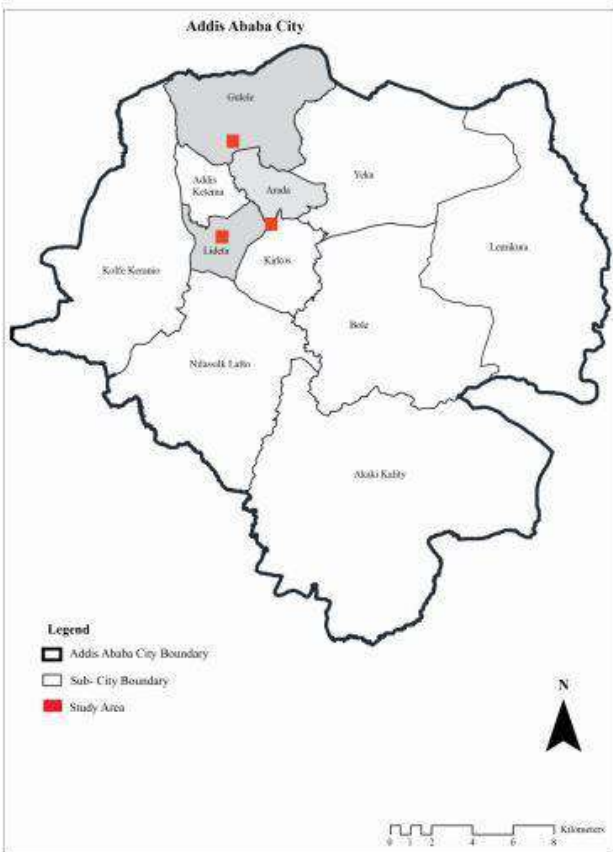 Addis Ababa City
Gulele
Yeka
Addis
Ketema
Arada
Lemikura
Lideta
Kirkos
Kolfe Keranio
Bole
Nifassilk Lafto
Akaki Kality
Legend
Addis Ababa City Boundary
Sub- City Boundary
Study Area
N
Kilometers
0 1 2 4 6 8